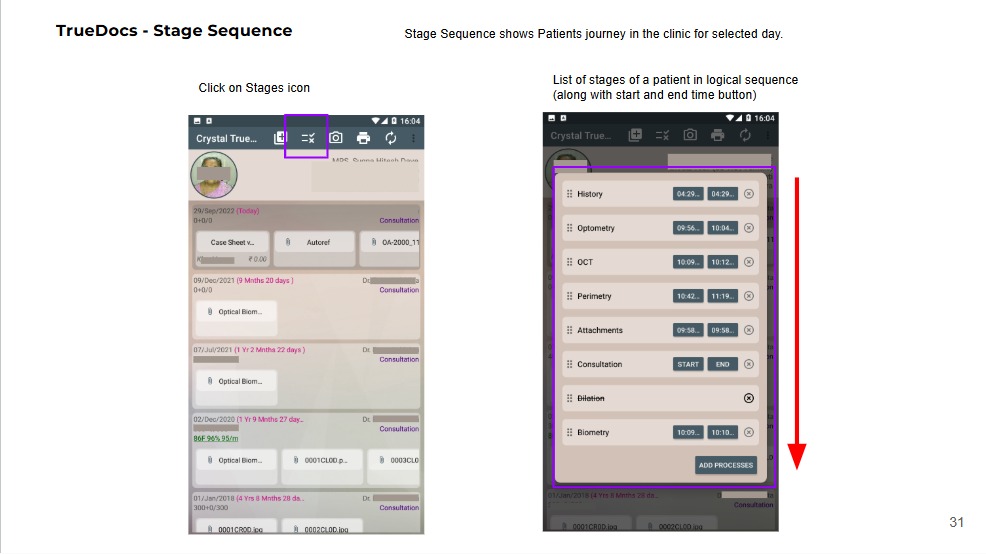 TrueDocs - Stage Sequence
Stage Sequence shows Patients journey in the clinic for selected day.
Click on Stages icon
16:04
Crystal True...
29/Sep/2022 (Today)
0+0/0
Consultation
Case Sheet v...
Autoref
OA-2000_11
₹ 0.00
09/Dec/2021 (9 Mnths 20 days )
Dr.
0+0/0
Consultation
Optical Biom...
07/Jul/2021 (1 Yr 2 Mnths 22 days )
Dr.
Consultation
Optical Biom...
02/Dec/2020 (1 Yr 9 Mnths 27 day..
Dr.
Consultation
86F 96% 95/m
Optical Biom...
0001CL0D.p...
0003CL0
01/Jan/2018 (4 Yrs 8 Mnths 28 da...
Dr.
300+0/300
Consultation
0001CR0D.jpg
0002CL0D.jpg
List of stages of a patient in logical sequence
(along with start and end time button)
16:04
Crystal True...
History 04:29... 04:29...
Optometry 09:56... 10:04...
OCT 10:09... 10:12...
Perimetry 10:42... 11:19...
Attachments 09:58... 09:58...
Consultation START END
Dilation
Biometry 10:09... 10:10...
ADD PROCESSES
01/Jan/2018 (4 Yrs 8 Mnths 28 da...
Consultation
0001CR0D.jpg
0002CL0D.jpg
31